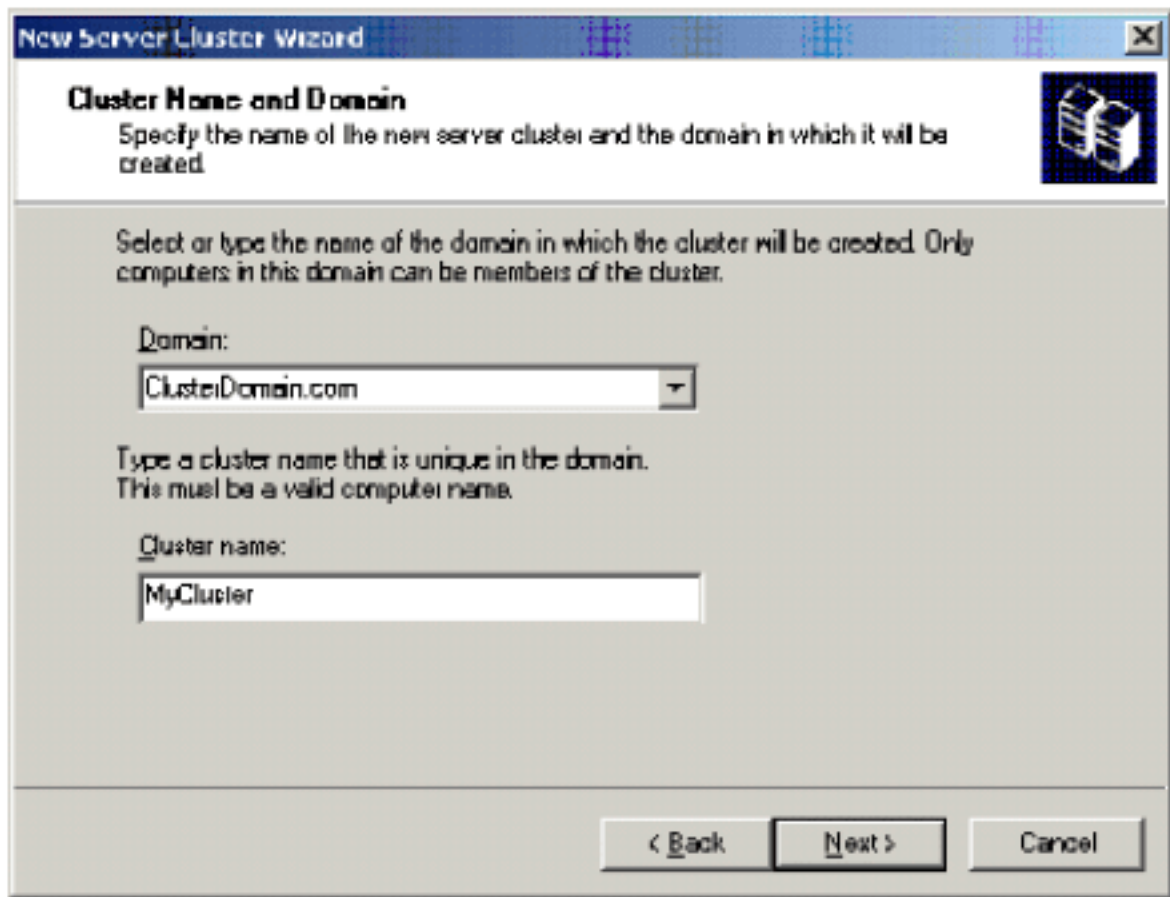 New Server Cluster Wizard
Cluster Name and Domain
Specify the name of the new server cluster and the domain in which it will be
created.
Select or type the name of the domain in which the cluster will be created. Only
computers in this domain can be members of the cluster.
Domain:
ClusterDomain.com
Type a cluster name that is unique in the domain.
This must be a valid computer name.
Cluster name:
MyCluster
< Back
Next >
Cancel